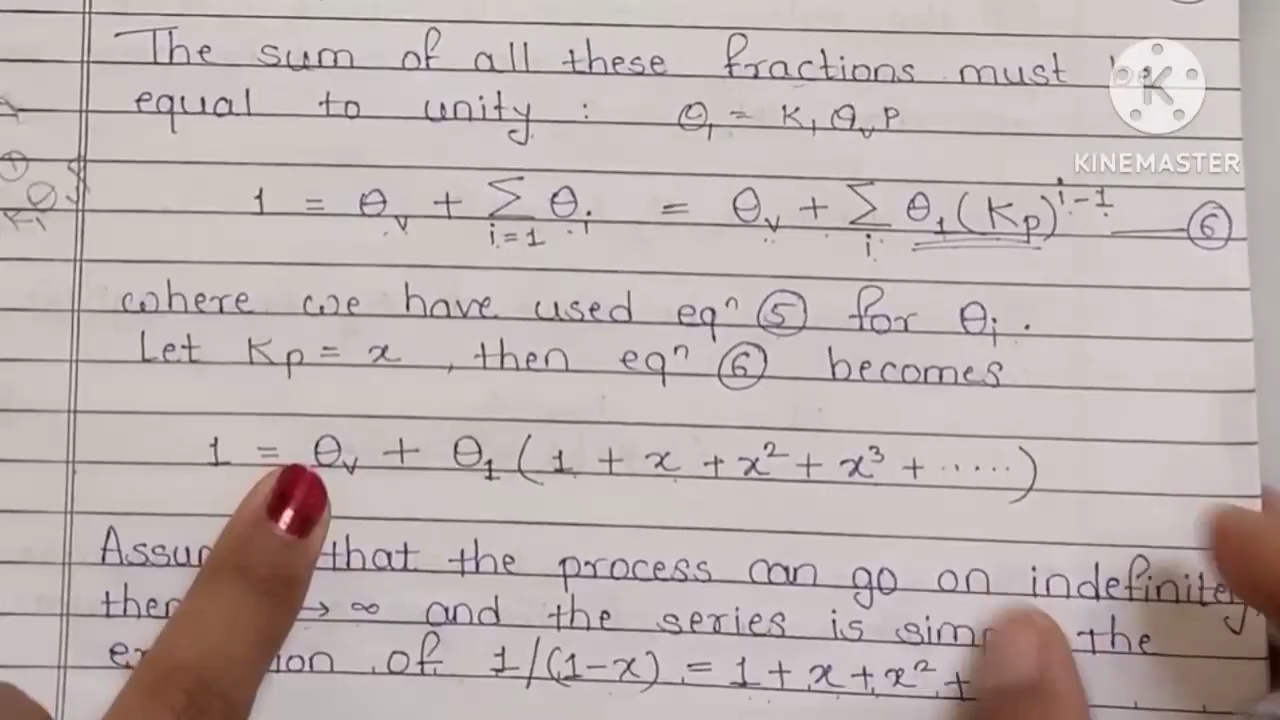 The sum of all these fractions must
equal to unity : θ₁ = K₁ θᵥ P
KINEMASTER
1 = θᵥ + Σ θᵢ = θᵥ + Σ θ₁ (Kp)ⁱ⁻¹ ⑥
i=1 i
where we have used eqⁿ ⑤ for θᵢ .
Let Kp = x , then eqⁿ ⑥ becomes
1 = θᵥ + θ₁ ( 1 + x + x² + x³ + ..... )
that the process can go on indefinitely
→ ∞ and the series is the
of 1/(1-x) = 1 + x + x² +